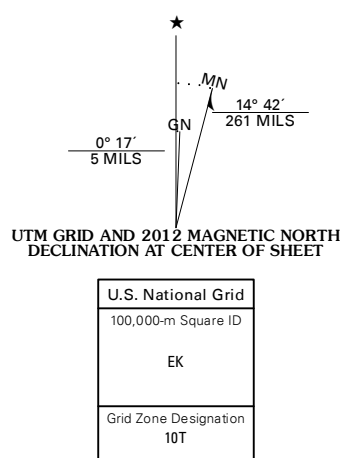 ★
MN
GN
14° 42´
261 MILS
0° 17´
5 MILS
UTM GRID AND 2012 MAGNETIC NORTH
DECLINATION AT CENTER OF SHEET
U.S. National Grid
100,000-m Square ID
EK
Grid Zone Designation
10T